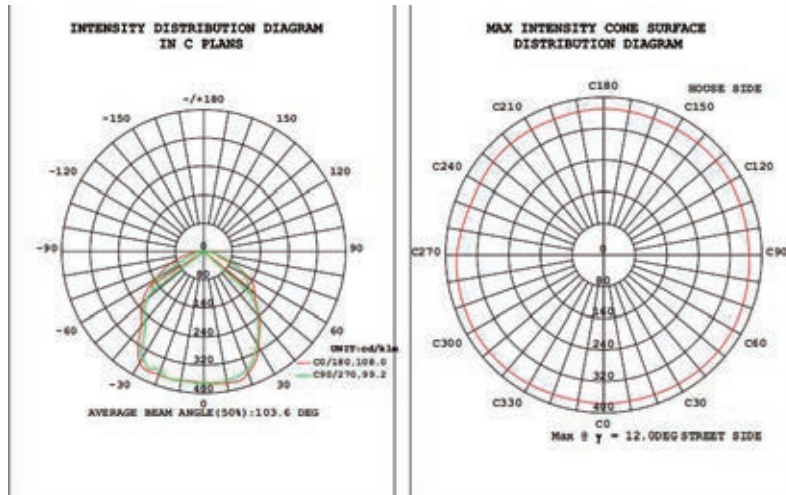 INTENSITY DISTRIBUTION DIAGRAM
IN C PLANS
-/+180
-150
150
-120
120
-90
90
-60
60
-30
30
0
0
80
160
240
320
400
UNIT:cd/klm
C0/180,108.0
C90/270,99.2
AVERAGE BEAM ANGLE(50%):103.6 DEG
MAX INTENSITY CONE SURFACE
DISTRIBUTION DIAGRAM
HOUSE SIDE
C180
C210
C150
C240
C120
C270
C90
C300
C60
C330
C30
C0
0
80
160
240
320
400
Max @ γ = 12.0DEG STREET SIDE